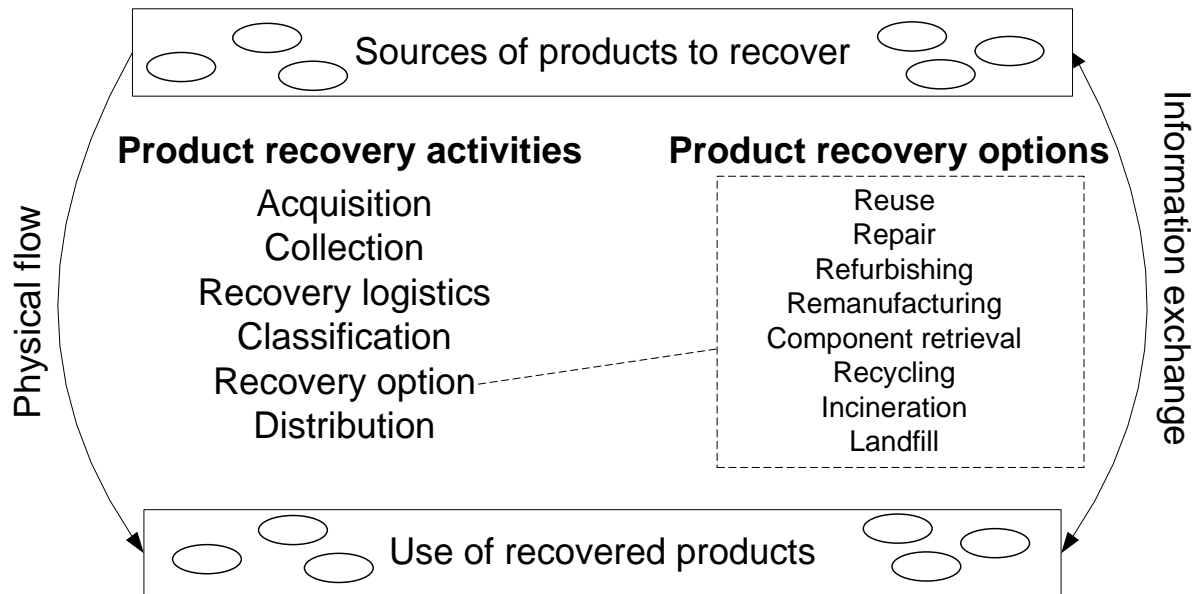 Sources of products to recover
Physical flow
Product recovery activities
Acquisition
Collection
Recovery logistics
Classification
Recovery option
Distribution
Product recovery options
Reuse
Repair
Refurbishing
Remanufacturing
Component retrieval
Recycling
Incineration
Landfill
Information exchange
Use of recovered products